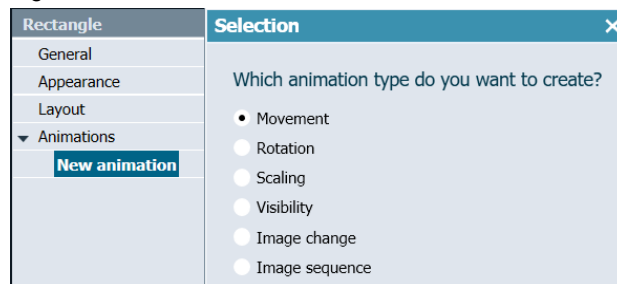 Rectangle
General
Appearance
Layout
Animations
New animation
Selection
Which animation type do you want to create?
Movement
Rotation
Scaling
Visibility
Image change
Image sequence